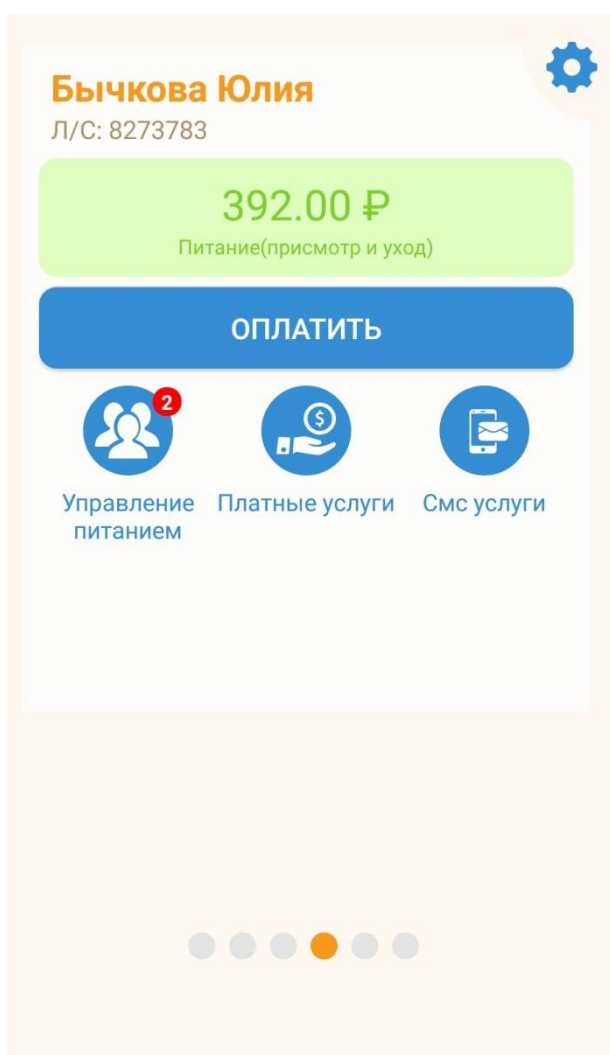 Бычкова Юлия
Л/С: 8273783
392.00 ₽
Питание(присмотр и уход)
ОПЛАТИТЬ
2
Управление
питанием
Платные услуги
Смс услуги